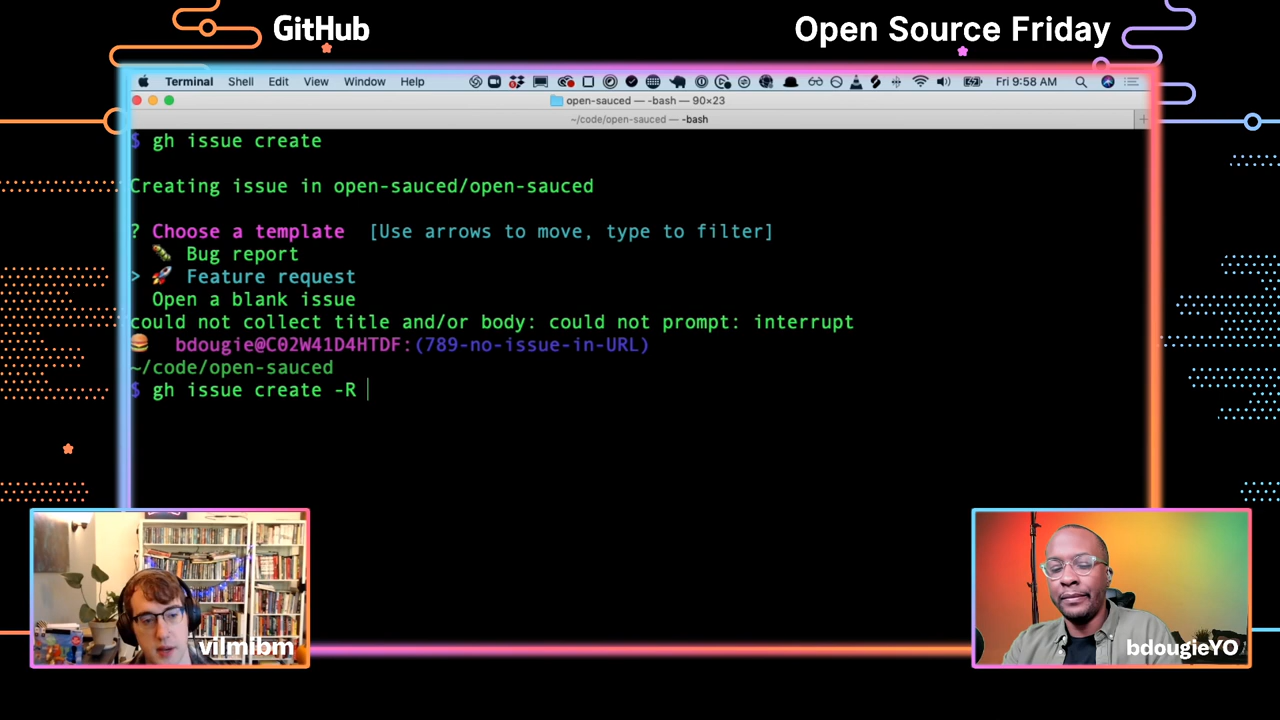 GitHub
Open Source Friday
Terminal Shell Edit View Window Help Fri 9:58 AM
open-sauced — -bash — 90×23
~/code/open-sauced — -bash
$ gh issue create
Creating issue in open-sauced/open-sauced
? Choose a template [Use arrows to move, type to filter]
🐛 Bug report
> 🚀 Feature request
Open a blank issue
could not collect title and/or body: could not prompt: interrupt
🍔 bdougie@C02W41D4HTDF:(789-no-issue-in-URL)
~/code/open-sauced
$ gh issue create -R
vilmibm
bdougieYO